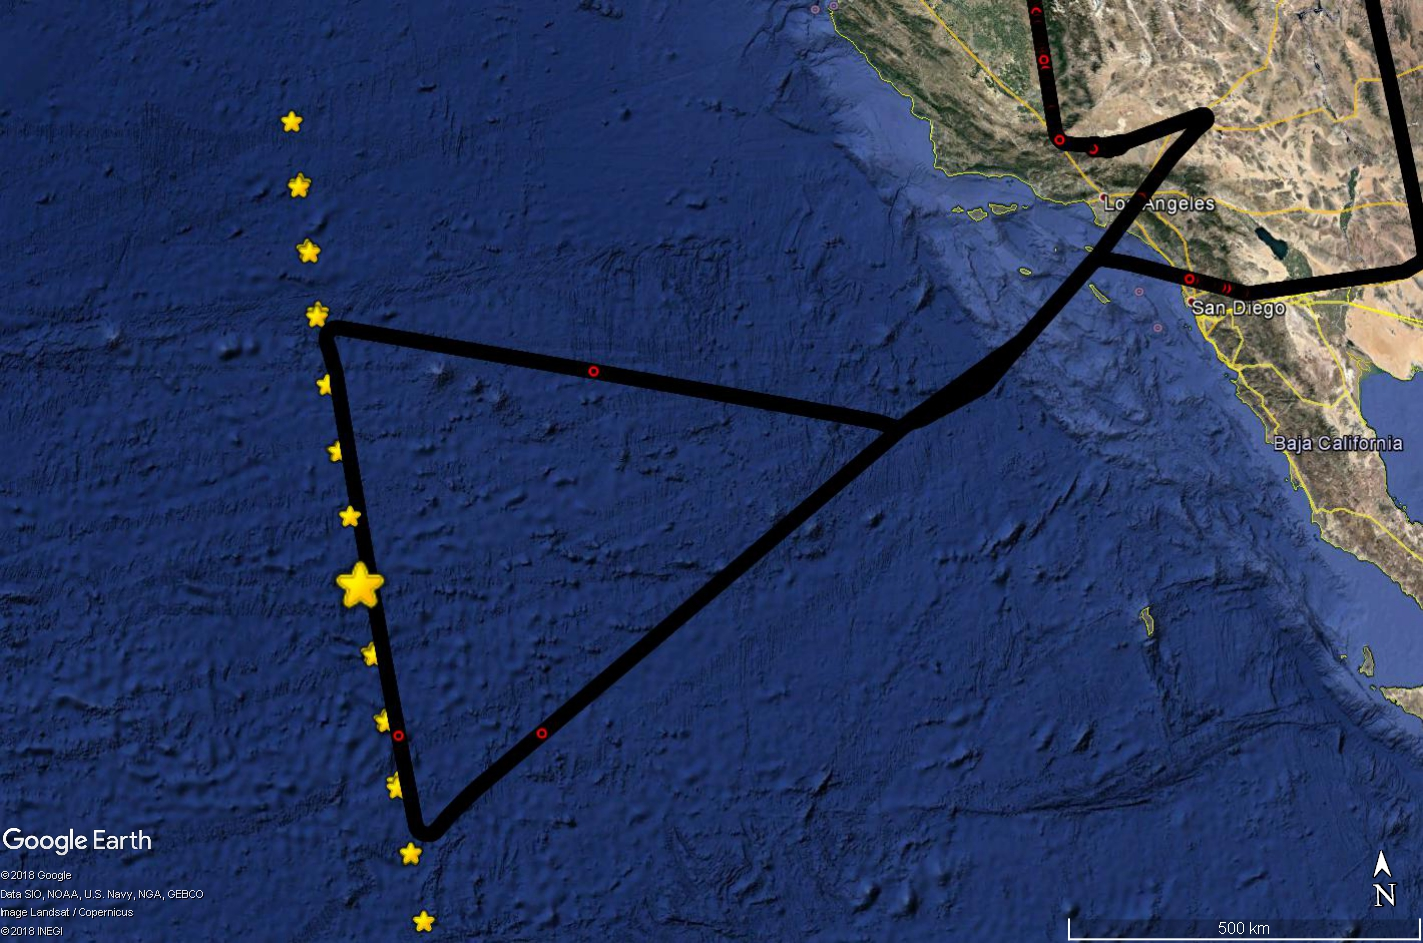 Los Angeles
San Diego
Baja California
Google Earth
©2018 Google
Data SIO, NOAA, U.S. Navy, NGA, GEBCO
Image Landsat / Copernicus
©2018 INEGI
N
500 km